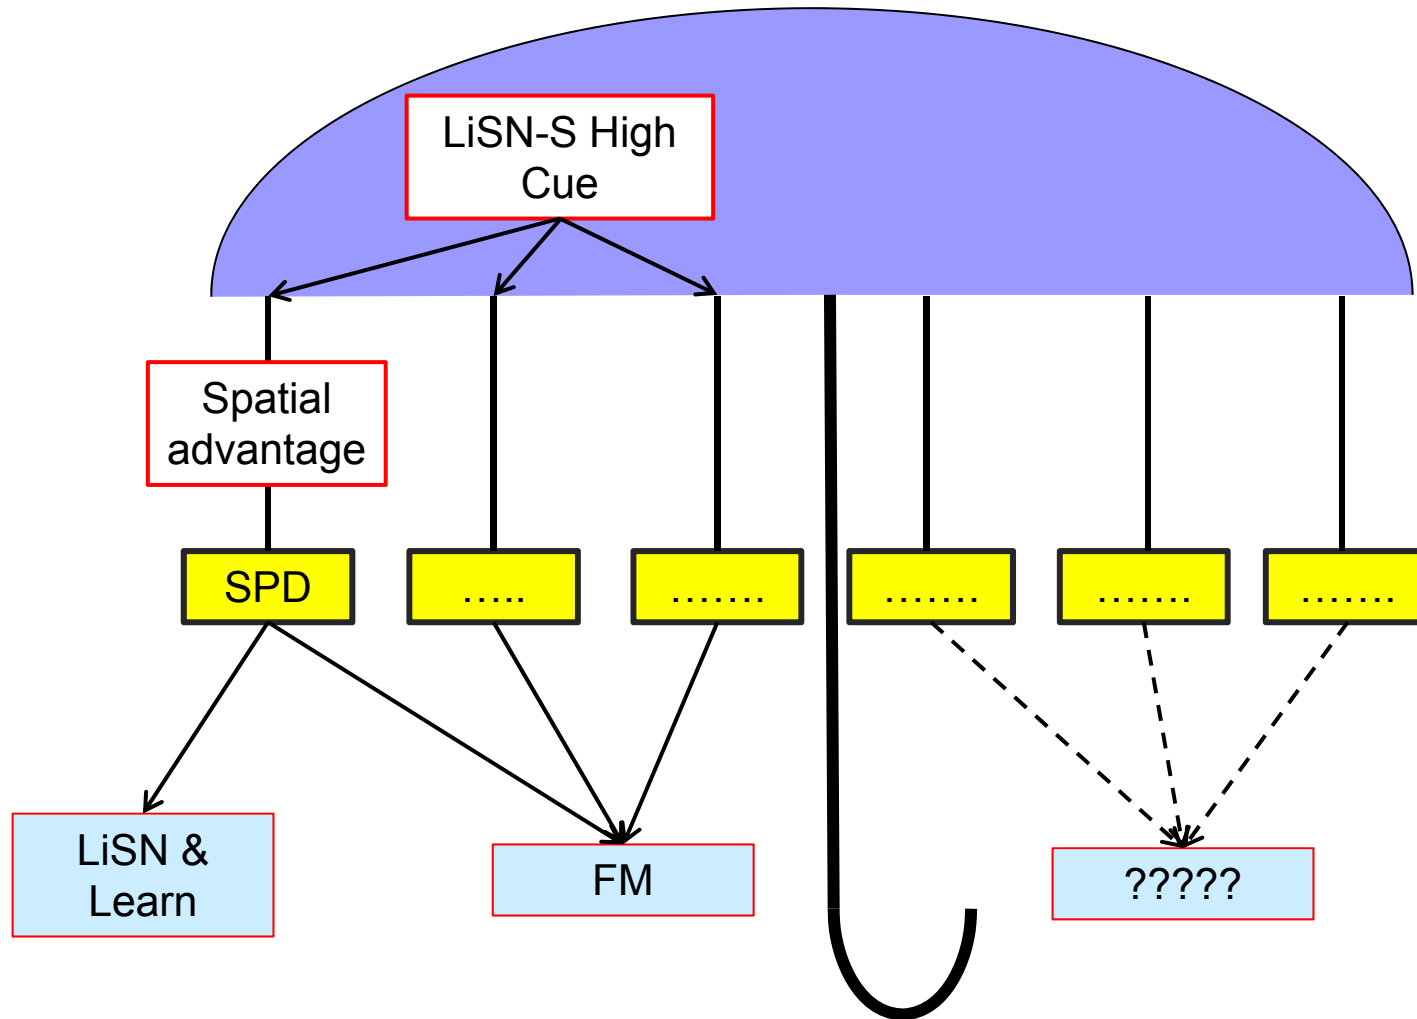 LiSN-S High
Cue
Spatial
advantage
SPD
.....
.......
.......
.......
.......
LiSN &
Learn
FM
?????